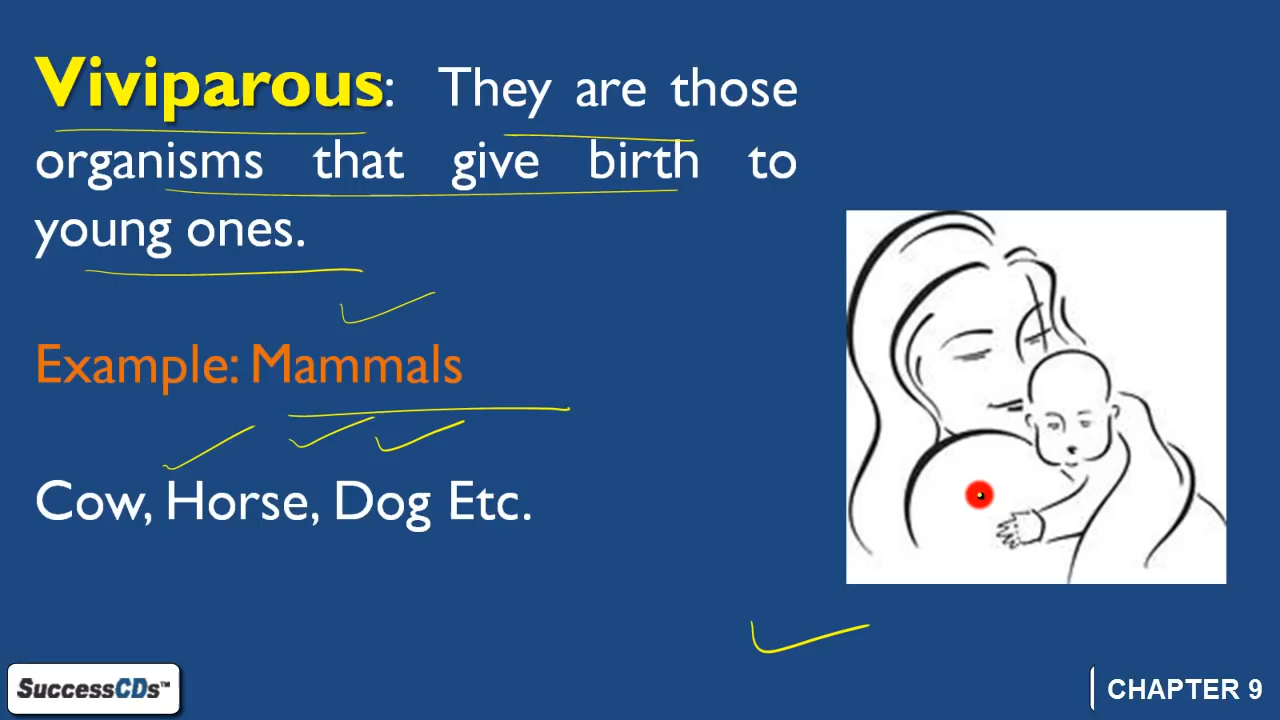 Viviparous: They are those
organisms that give birth to
young ones.
Example: Mammals
Cow, Horse, Dog Etc.
SuccessCDs™
CHAPTER 9